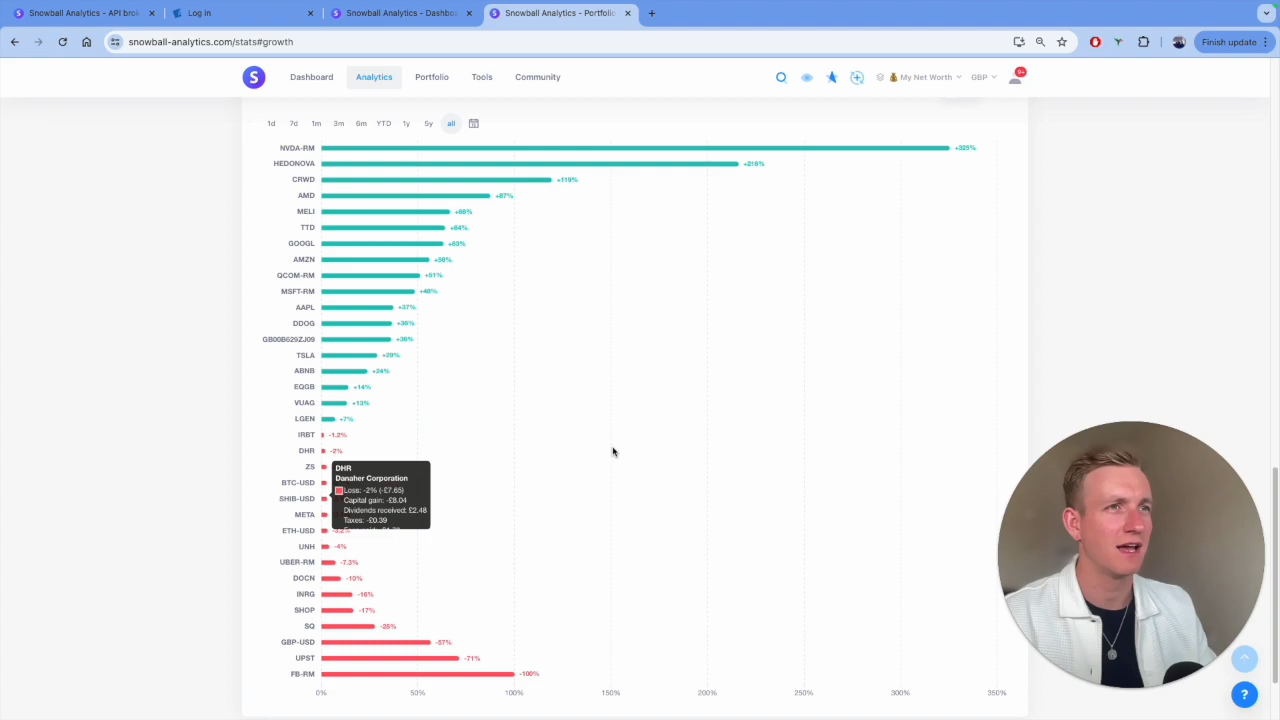 Snowball Analytics - API brok
Log in
Snowball Analytics - Dashboa
Snowball Analytics - Portfolio
snowball-analytics.com/stats#growth
Finish update
S
Dashboard
Analytics
Portfolio
Tools
Community
My Net Worth
GBP
9+
1d 7d 1m 3m 6m YTD 1y 5y all
NVDA-RM +325%
HEDONOVA +216%
CRWD +119%
AMD +87%
MELI +66%
TTD +64%
GOOGL +63%
AMZN +56%
QCOM-RM +51%
MSFT-RM +48%
AAPL +37%
DDOG +36%
GB00B629ZJ09 +36%
TSLA +29%
ABNB +24%
EQGB +14%
VUAG +13%
LGEN +7%
IRBT -1.2%
DHR -2%
ZS
BTC-USD
SHIB-USD
META
DHR
Danaher Corporation
Loss: -2% (-£7.65)
Capital gain: -£8.04
Dividends received: £2.48
Taxes: -£0.39
ETH-USD -3.2%
UNH -4%
UBER-RM -7.3%
DOCN -10%
INRG -16%
SHOP -17%
SQ -28%
GBP-USD -57%
UPST -71%
FB-RM -100%
0% 50% 100% 150% 200% 250% 300% 350%
?